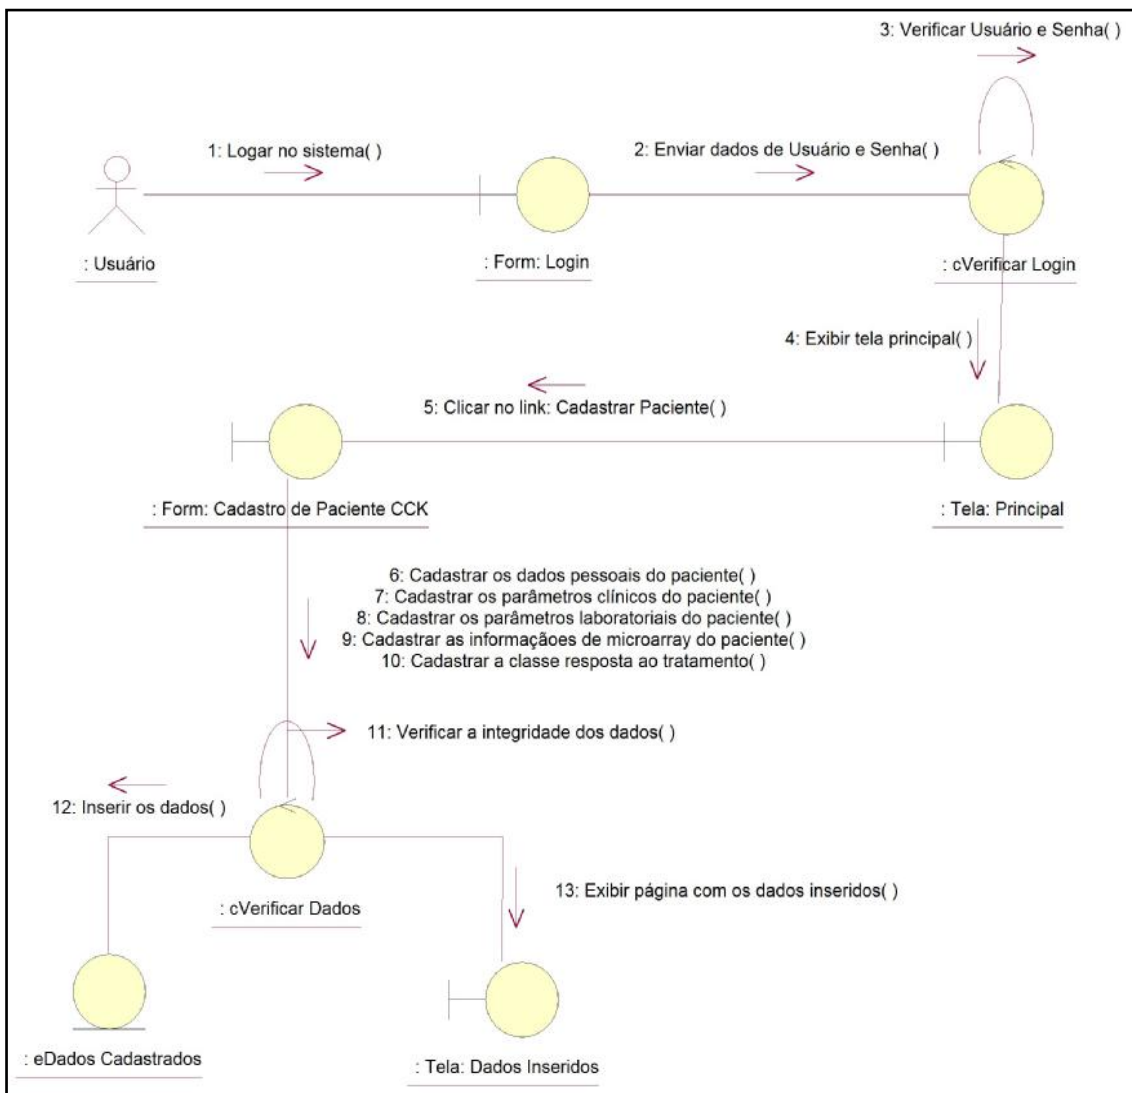 3: Verificar Usuário e Senha( )
1: Logar no sistema( )
2: Enviar dados de Usuário e Senha( )
: Usuário
: Form: Login
: cVerificar Login
4: Exibir tela principal( )
5: Clicar no link: Cadastrar Paciente( )
: Form: Cadastro de Paciente CCK
: Tela: Principal
6: Cadastrar os dados pessoais do paciente( )
7: Cadastrar os parâmetros clínicos do paciente( )
8: Cadastrar os parâmetros laboratoriais do paciente( )
9: Cadastrar as informaçãoes de microarray do paciente( )
10: Cadastrar a classe resposta ao tratamento( )
11: Verificar a integridade dos dados( )
12: Inserir os dados( )
13: Exibir página com os dados inseridos( )
: cVerificar Dados
: eDados Cadastrados
: Tela: Dados Inseridos